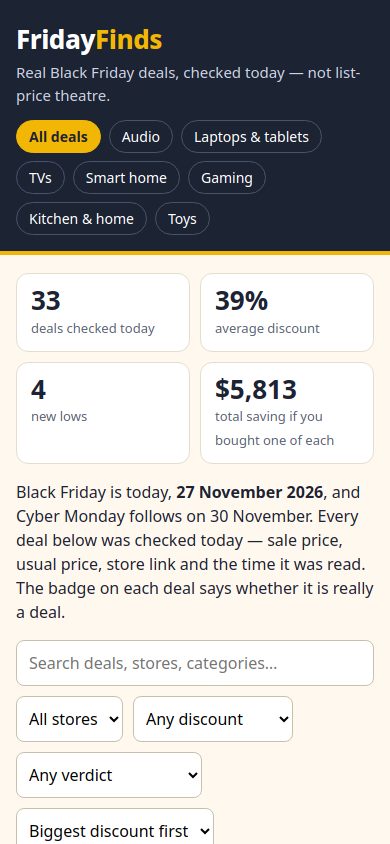 FridayFinds
Real Black Friday deals, checked today — not list-
price theatre.
All deals
Audio
Laptops & tablets
TVs
Smart home
Gaming
Kitchen & home
Toys
33
deals checked today
39%
average discount
4
new lows
$5,813
total saving if you
bought one of each
Black Friday is today, 27 November 2026, and
Cyber Monday follows on 30 November. Every
deal below was checked today — sale price,
usual price, store link and the time it was read.
The badge on each deal says whether it is really
a deal.
Search deals, stores, categories…
All stores
Any discount
Any verdict
Biggest discount first